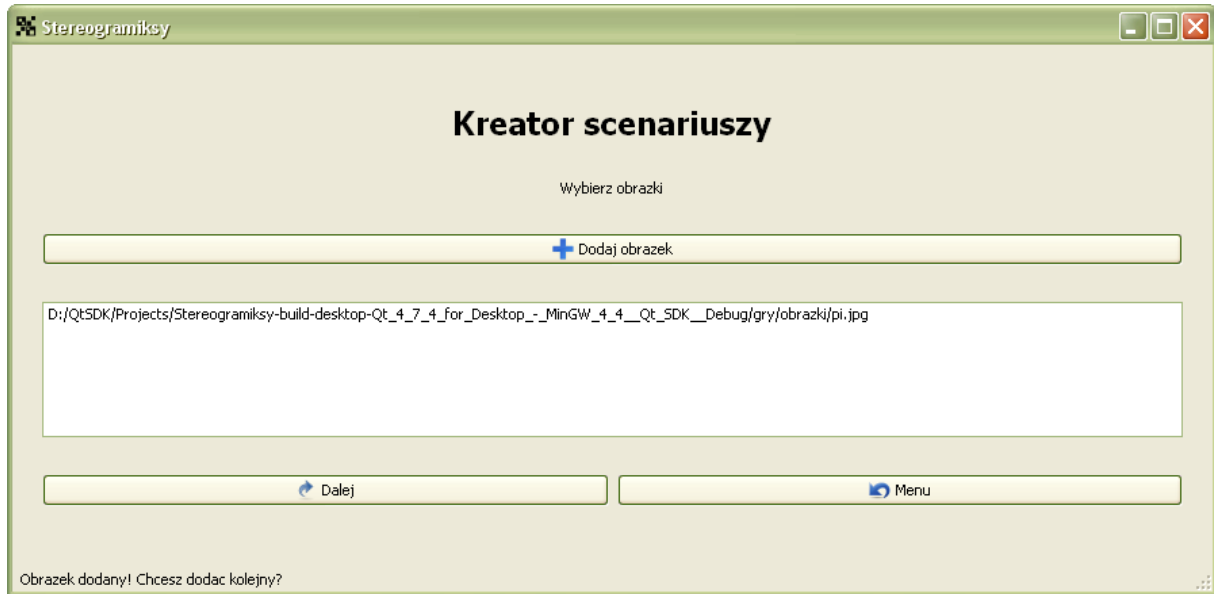 Stereogramiksy
Kreator scenariuszy
Wybierz obrazki
Dodaj obrazek
D:/QtSDK/Projects/Stereogramiksy-build-desktop-Qt_4_7_4_for_Desktop_-_MinGW_4_4__Qt_SDK__Debug/gry/obrazki/pi.jpg
Dalej
Menu
Obrazek dodany! Chcesz dodac kolejny?